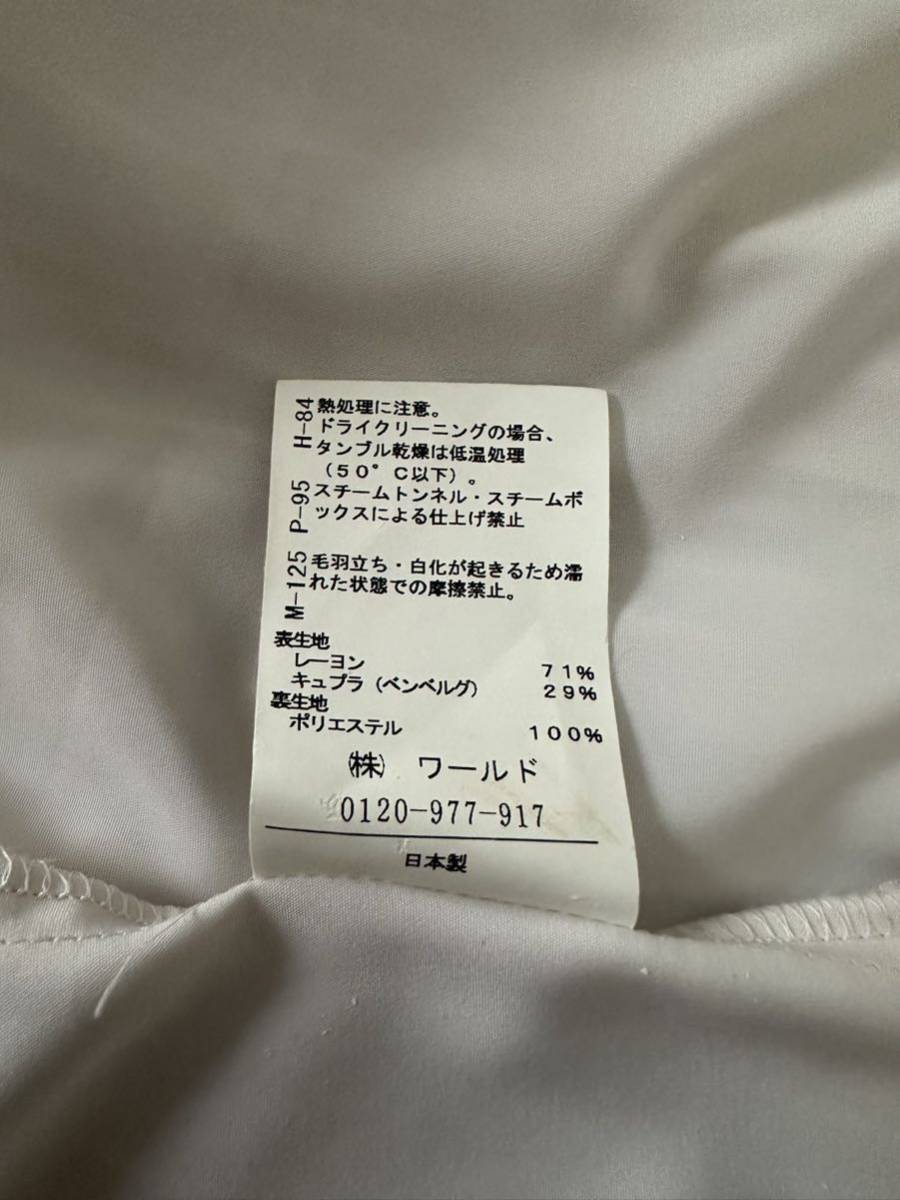 熱処理に注意。
ドライクリーニングの場合、
タンブル乾燥は低温処理
（５０°Ｃ以下）。
スチームトンネル・スチームボ
ックスによる仕上げ禁止
毛羽立ち・白化が起きるため濡
れた状態での摩擦禁止。
M-125 P-95 H-84
表生地
レーヨン ７１％
キュプラ（ベンベルグ） ２９％
裏生地
ポリエステル １００％
㈱ ワールド
0120-977-917
日本製